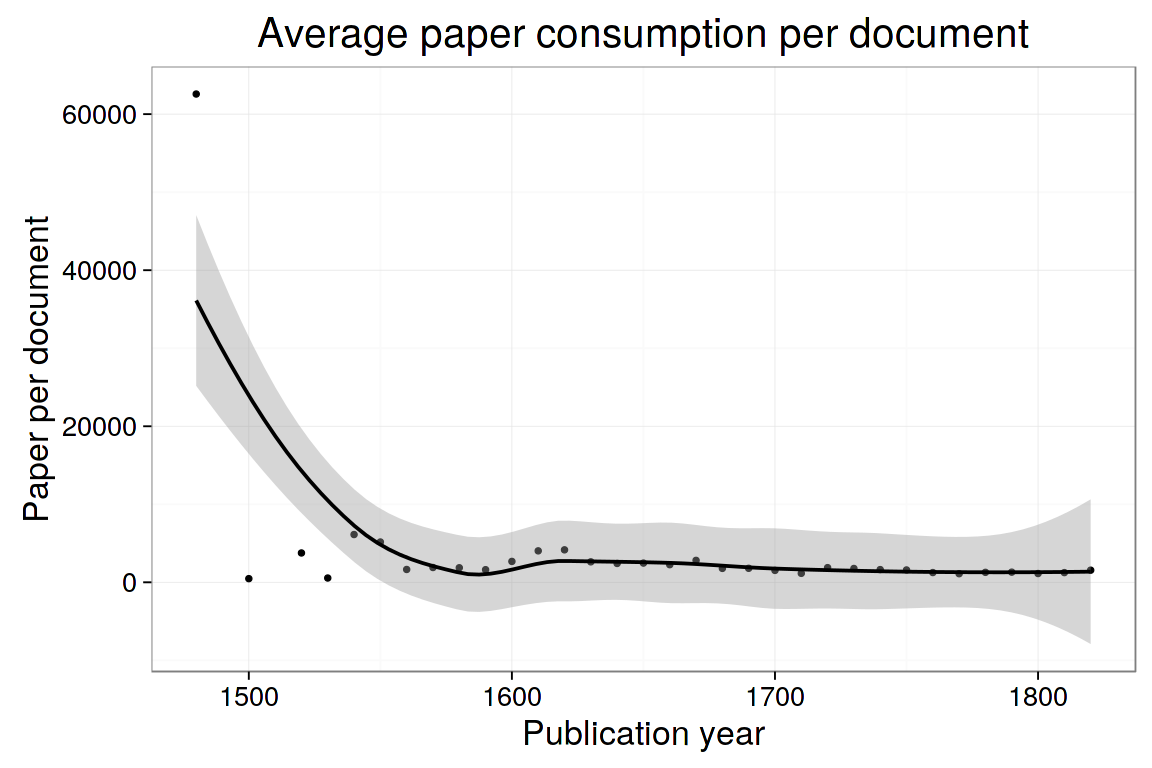 Average paper consumption per document
Paper per document
60000
40000
20000
0
1500 1600 1700 1800
Publication year